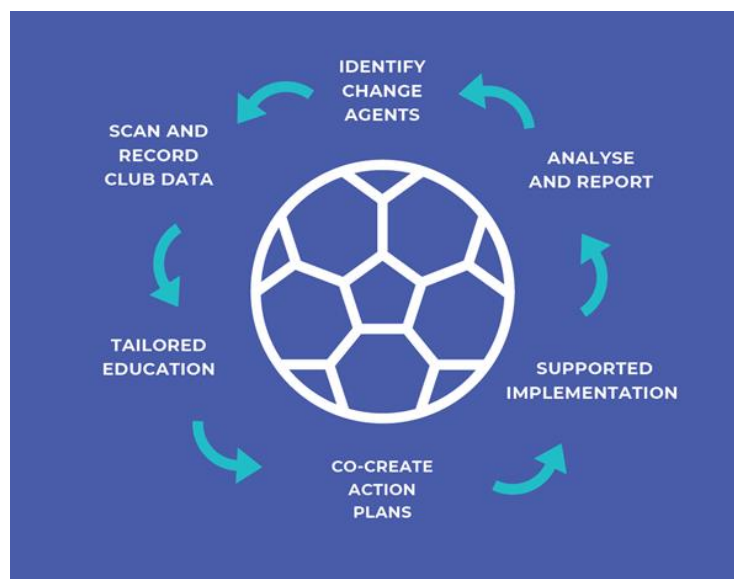 IDENTIFY
CHANGE
AGENTS
SCAN AND
RECORD
CLUB DATA
TAILORED
EDUCATION
CO-CREATE
ACTION
PLANS
SUPPORTED
IMPLEMENTATION
ANALYSE
AND REPORT